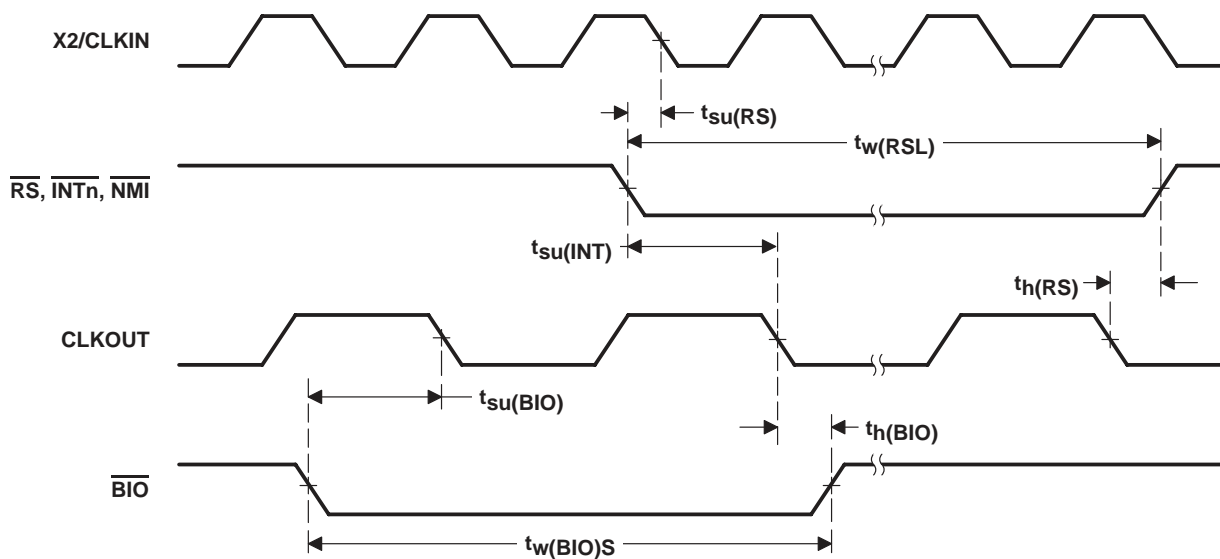 X2/CLKIN
tsu(RS)
tw(RSL)
RS, INTn, NMI
tsu(INT)
th(RS)
CLKOUT
tsu(BIO)
th(BIO)
BIO
tw(BIO)S